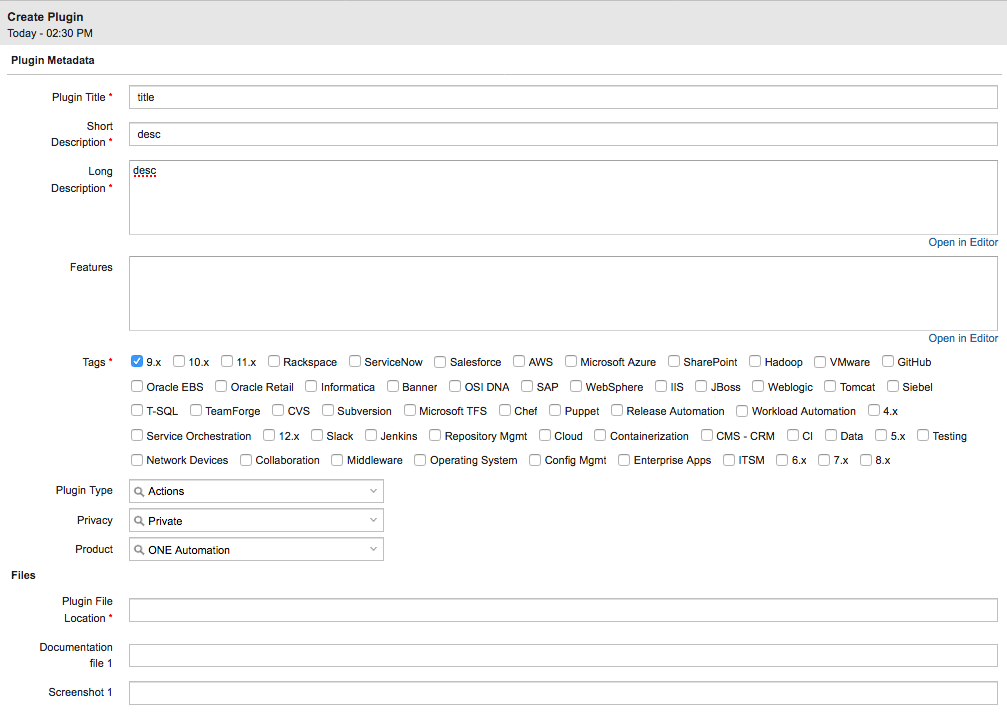 Create Plugin
Today - 02:30 PM
Plugin Metadata
Plugin Title * title
Short
Description * desc
Long
Description * desc
Open in Editor
Features
Open in Editor
Tags * 9.x 10.x 11.x Rackspace ServiceNow Salesforce AWS Microsoft Azure SharePoint Hadoop VMware GitHub
Oracle EBS Oracle Retail Informatica Banner OSI DNA SAP WebSphere IIS JBoss Weblogic Tomcat Siebel
T-SQL TeamForge CVS Subversion Microsoft TFS Chef Puppet Release Automation Workload Automation 4.x
Service Orchestration 12.x Slack Jenkins Repository Mgmt Cloud Containerization CMS - CRM CI Data 5.x Testing
Network Devices Collaboration Middleware Operating System Config Mgmt Enterprise Apps ITSM 6.x 7.x 8.x
Plugin Type Actions
Privacy Private
Product ONE Automation
Files
Plugin File
Location *
Documentation
file 1
Screenshot 1